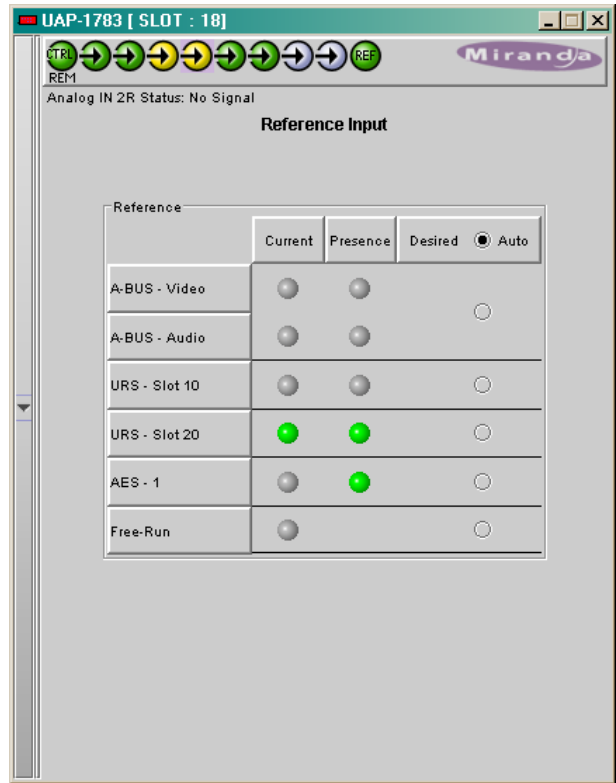 UAP-1783 [ SLOT : 18]
CTRL REF Miranda
REM
Analog IN 2R Status: No Signal
Reference Input
Reference
Current Presence Desired Auto
A-BUS - Video
A-BUS - Audio
URS - Slot 10
URS - Slot 20
AES - 1
Free-Run